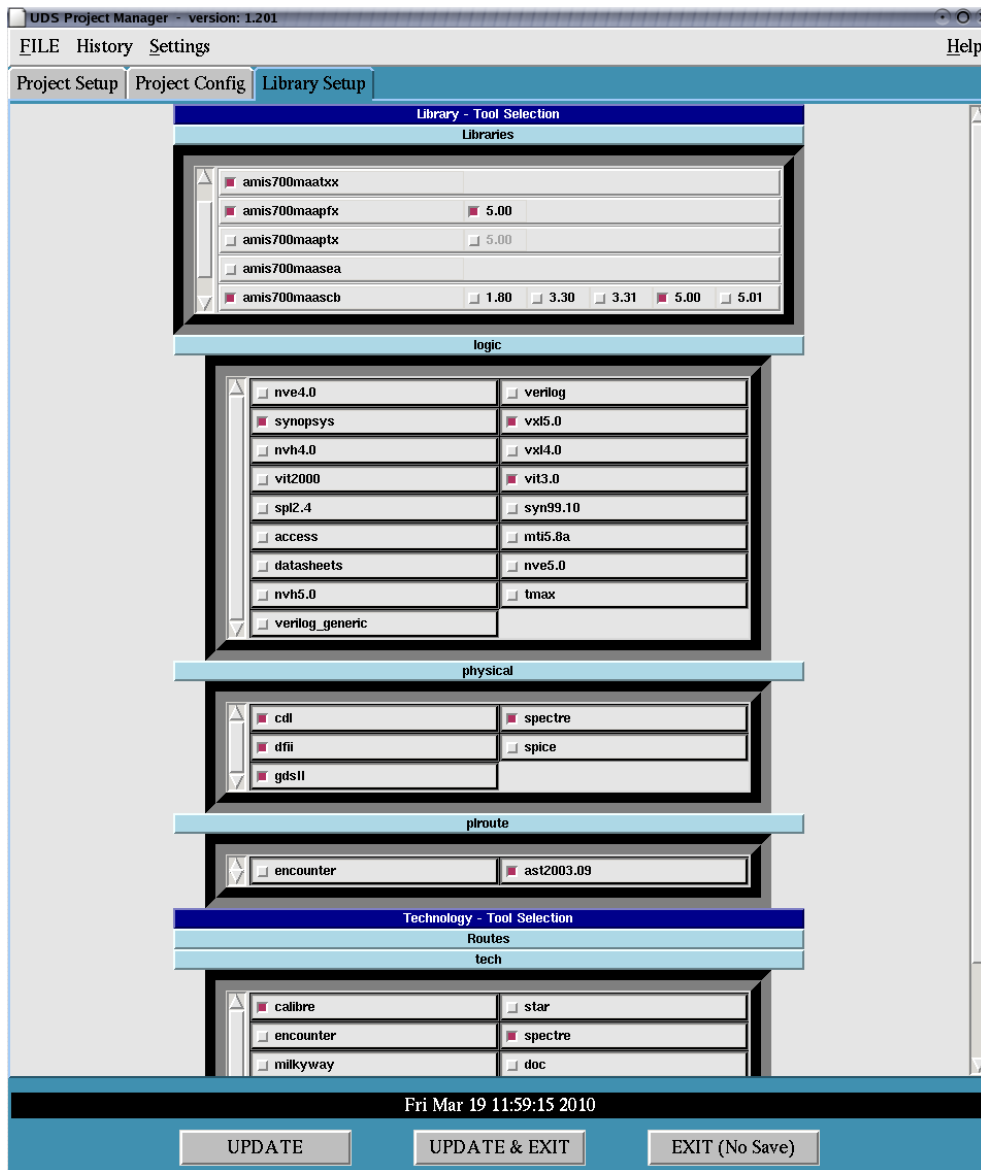 UDS Project Manager - version: 1.201
FILE History Settings Help
Project Setup Project Config Library Setup
Library - Tool Selection
Libraries
amis700maatxx
amis700maapfx 5.00
amis700maaptx 5.00
amis700maasea
amis700maascb 1.80 3.30 3.31 5.00 5.01
logic
nve4.0 verilog
synopsys vxl5.0
nvh4.0 vxl4.0
vit2000 vit3.0
spl2.4 syn99.10
access mti5.8a
datasheets nve5.0
nvh5.0 tmax
verilog_generic
physical
cdl spectre
dfii spice
gdsII
plroute
encounter ast2003.09
Technology - Tool Selection
Routes
tech
calibre star
encounter spectre
milkyway doc
Fri Mar 19 11:59:15 2010
UPDATE UPDATE & EXIT EXIT (No Save)